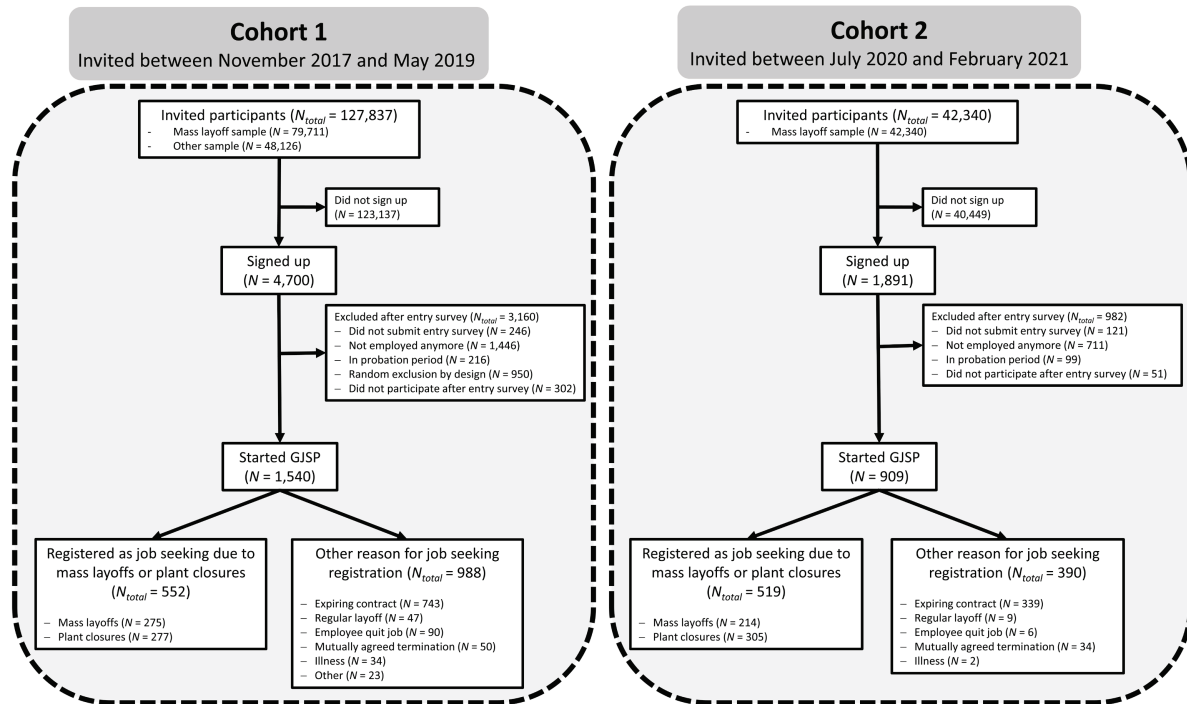 Cohort 1
Invited between November 2017 and May 2019
Invited participants (N_total = 127,837)
- Mass layoff sample (N = 79,711)
- Other sample (N = 48,126)
Did not sign up
(N = 123,137)
Signed up
(N = 4,700)
Excluded after entry survey (N_total = 3,160)
– Did not submit entry survey (N = 246)
– Not employed anymore (N = 1,446)
– In probation period (N = 216)
– Random exclusion by design (N = 950)
– Did not participate after entry survey (N = 302)
Started GJSP
(N = 1,540)
Registered as job seeking due to
mass layoffs or plant closures
(N_total = 552)
– Mass layoffs (N = 275)
– Plant closures (N = 277)
Other reason for job seeking
registration (N_total = 988)
– Expiring contract (N = 743)
– Regular layoff (N = 47)
– Employee quit job (N = 90)
– Mutually agreed termination (N = 50)
– Illness (N = 34)
– Other (N = 23)
Cohort 2
Invited between July 2020 and February 2021
Invited participants (N_total = 42,340)
- Mass layoff sample (N = 42,340)
Did not sign up
(N = 40,449)
Signed up
(N = 1,891)
Excluded after entry survey (N_total = 982)
– Did not submit entry survey (N = 121)
– Not employed anymore (N = 711)
– In probation period (N = 99)
– Did not participate after entry survey (N = 51)
Started GJSP
(N = 909)
Registered as job seeking due to
mass layoffs or plant closures
(N_total = 519)
– Mass layoffs (N = 214)
– Plant closures (N = 305)
Other reason for job seeking
registration (N_total = 390)
– Expiring contract (N = 339)
– Regular layoff (N = 9)
– Employee quit job (N = 6)
– Mutually agreed termination (N = 34)
– Illness (N = 2)